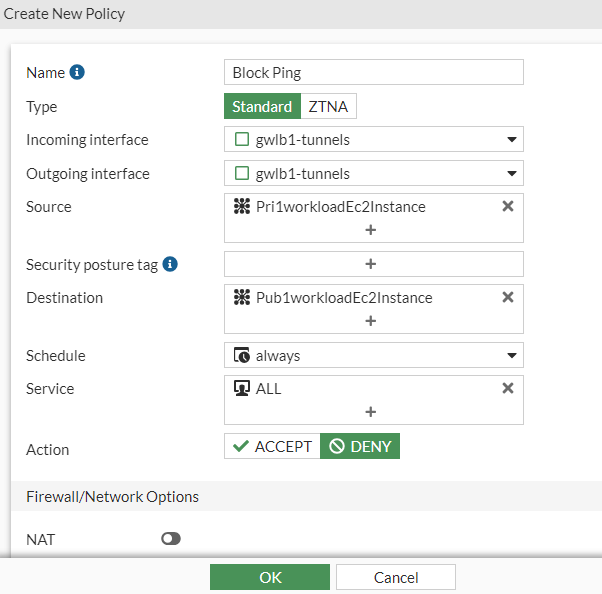 Create New Policy
Name
Block Ping
Type
Standard ZTNA
Incoming interface
gwlb1-tunnels
Outgoing interface
gwlb1-tunnels
Source
Pri1workloadEc2Instance
+
Security posture tag
+
Destination
Pub1workloadEc2Instance
+
Schedule
always
Service
ALL
+
Action
ACCEPT DENY
Firewall/Network Options
NAT
OK Cancel